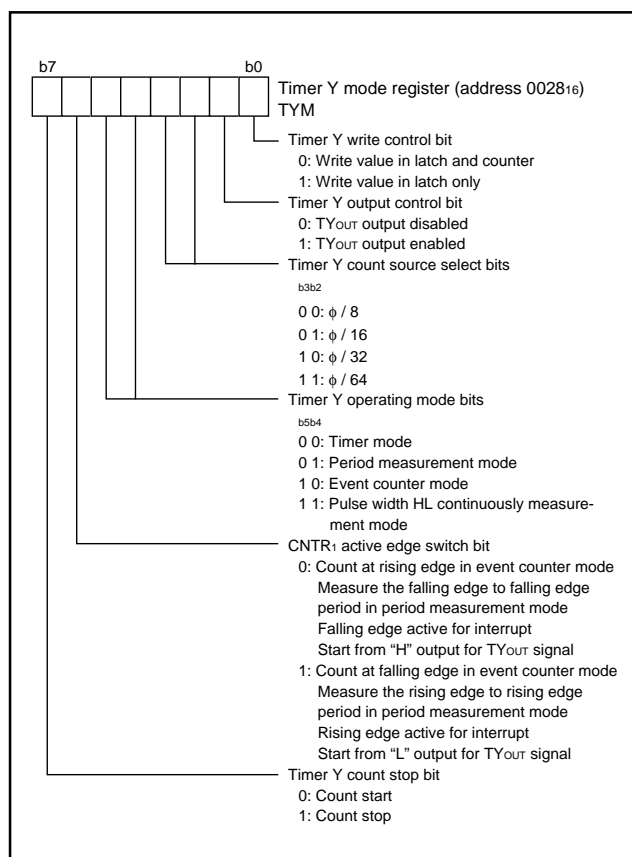 b7 b0
Timer Y mode register (address 002816)
TYM
Timer Y write control bit
0: Write value in latch and counter
1: Write value in latch only
Timer Y output control bit
0: TYOUT output disabled
1: TYOUT output enabled
Timer Y count source select bits
b3b2
0 0: ϕ / 8
0 1: ϕ / 16
1 0: ϕ / 32
1 1: ϕ / 64
Timer Y operating mode bits
b5b4
0 0: Timer mode
0 1: Period measurement mode
1 0: Event counter mode
1 1: Pulse width HL continuously measure-
ment mode
CNTR1 active edge switch bit
0: Count at rising edge in event counter mode
Measure the falling edge to falling edge
period in period measurement mode
Falling edge active for interrupt
Start from “H” output for TYOUT signal
1: Count at falling edge in event counter mode
Measure the rising edge to rising edge
period in period measurement mode
Rising edge active for interrupt
Start from “L” output for TYOUT signal
Timer Y count stop bit
0: Count start
1: Count stop